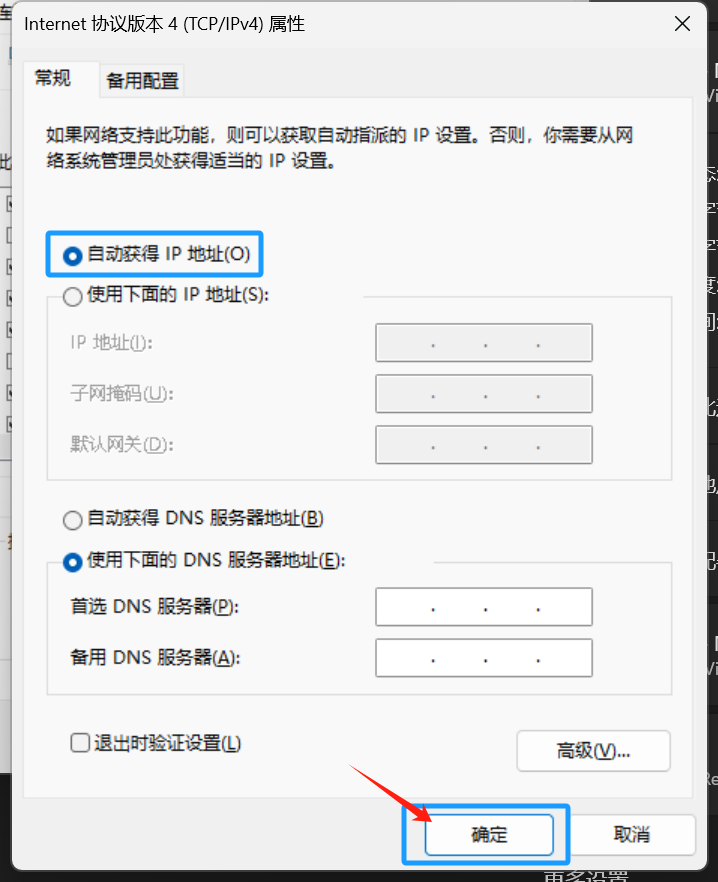 Internet 协议版本 4 (TCP/IPv4) 属性
常规
备用配置
如果网络支持此功能，则可以获取自动指派的 IP 设置。否则，你需要从网
络系统管理员处获得适当的 IP 设置。
自动获得 IP 地址(O)
使用下面的 IP 地址(S):
IP 地址(I):
子网掩码(U):
默认网关(D):
自动获得 DNS 服务器地址(B)
使用下面的 DNS 服务器地址(E):
首选 DNS 服务器(P):
备用 DNS 服务器(A):
退出时验证设置(L)
高级(V)...
确定
取消
更多设置